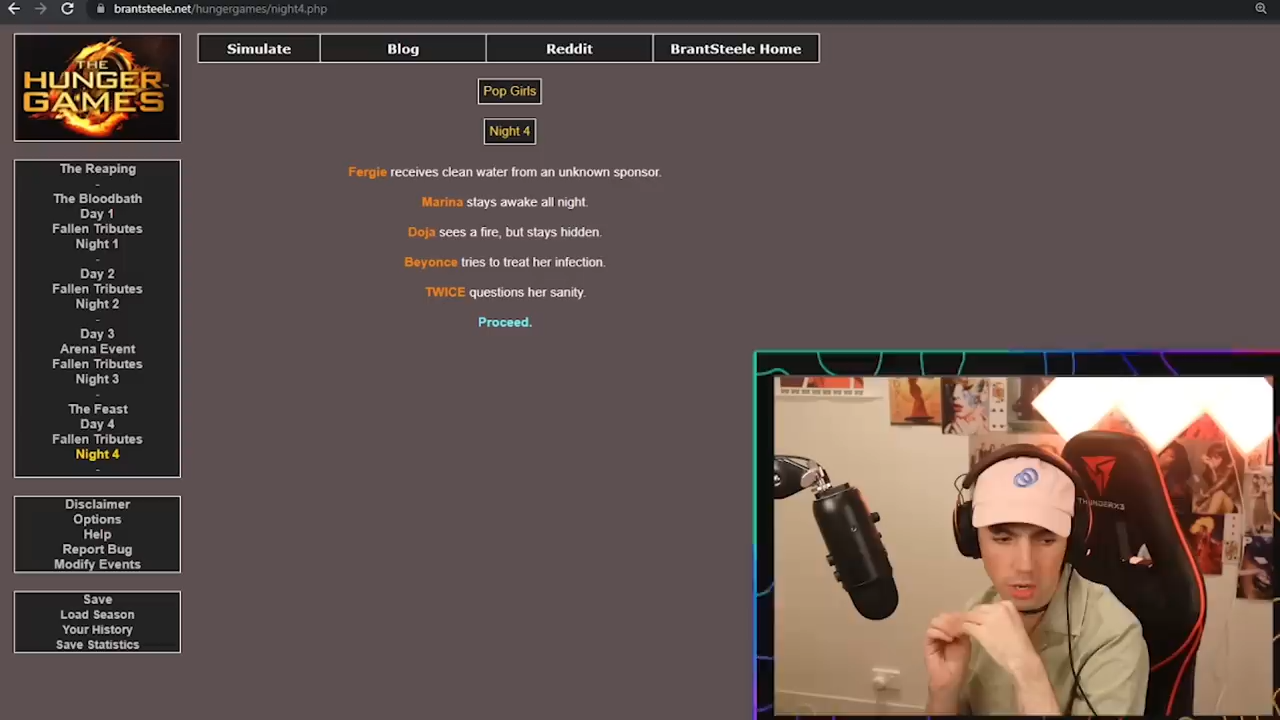 brantsteele.net/hungergames/night4.php
THE
HUNGER
GAMES
Simulate
Blog
Reddit
BrantSteele Home
Pop Girls
Night 4
Fergie receives clean water from an unknown sponsor.
Marina stays awake all night.
Doja sees a fire, but stays hidden.
Beyonce tries to treat her infection.
TWICE questions her sanity.
Proceed.
The Reaping
-
The Bloodbath
Day 1
Fallen Tributes
Night 1
-
Day 2
Fallen Tributes
Night 2
-
Day 3
Arena Event
Fallen Tributes
Night 3
-
The Feast
Day 4
Fallen Tributes
Night 4
-
Disclaimer
Options
Help
Report Bug
Modify Events
Save
Load Season
Your History
Save Statistics
THUNDERX3